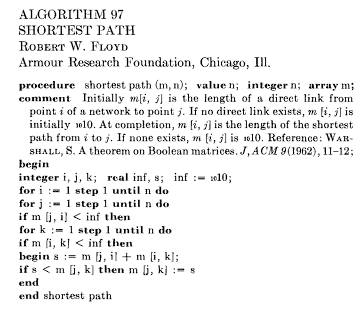 ALGORITHM 97
SHORTEST PATH
ROBERT W. FLOYD
Armour Research Foundation, Chicago, Ill.
procedure shortest path (m, n); value n; integer n; array m;
comment Initially m[i, j] is the length of a direct link from
point i of a network to point j. If no direct link exists, m [i, j] is
initially ₁₀10. At completion, m [i, j] is the length of the shortest
path from i to j. If none exists, m [i, j] is ₁₀10. Reference: WAR-
SHALL, S. A theorem on Boolean matrices. J. ACM 9(1962), 11-12;
begin
integer i, j, k; real inf, s; inf := ₁₀10;
for i := 1 step 1 until n do
for j := 1 step 1 until n do
if m [j, i] < inf then
for k := 1 step 1 until n do
if m [i, k] < inf then
begin s := m [j, i] + m [i, k];
if s < m [j, k] then m [j, k] := s
end
end shortest path